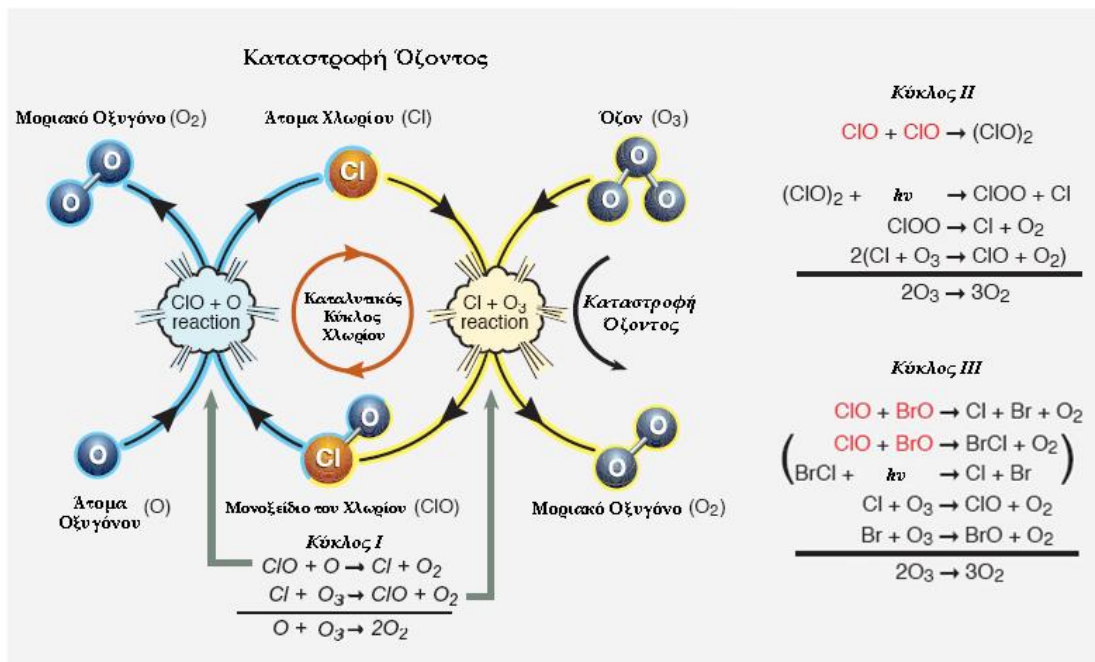 Καταστροφή Όζοντος
Μοριακό Οξυγόνο (O2)
Άτομα Χλωρίου (Cl)
Όζον (O3)
O
O
Cl
O
O
O
ClO + O
reaction
Καταλυτικός
Κύκλος
Χλωρίου
Cl + O3
reaction
Καταστροφή
Όζοντος
O
Cl
O
O
O
Άτομα (O)
Οξυγόνου
Μονοξείδιο του Χλωρίου (ClO)
Μοριακό Οξυγόνο (O2)
Κύκλος I
ClO + O → Cl + O2
Cl + O3 → ClO + O2
O + O3 → 2O2
Κύκλος II
ClO + ClO → (ClO)2
(ClO)2 + hν → ClOO + Cl
ClOO → Cl + O2
2(Cl + O3 → ClO + O2)
2O3 → 3O2
Κύκλος III
ClO + BrO → Cl + Br + O2
(ClO + BrO → BrCl + O2
BrCl + hν → Cl + Br)
Cl + O3 → ClO + O2
Br + O3 → BrO + O2
2O3 → 3O2